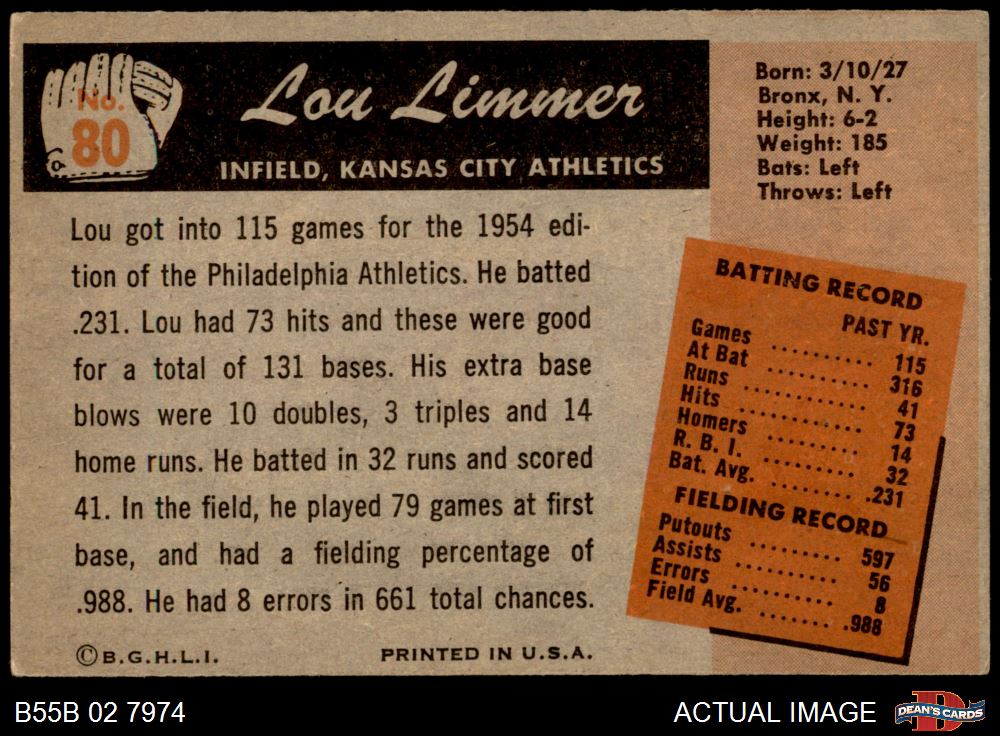 No.
80
Lou Limmer
INFIELD, KANSAS CITY ATHLETICS
Born: 3/10/27
Bronx, N. Y.
Height: 6-2
Weight: 185
Bats: Left
Throws: Left
Lou got into 115 games for the 1954 edi-
tion of the Philadelphia Athletics. He batted
.231. Lou had 73 hits and these were good
for a total of 131 bases. His extra base
blows were 10 doubles, 3 triples and 14
home runs. He batted in 32 runs and scored
41. In the field, he played 79 games at first
base, and had a fielding percentage of
.988. He had 8 errors in 661 total chances.
BATTING RECORD
PAST YR.
Games .......... 115
At Bat .......... 316
Runs .......... 41
Hits .......... 73
Homers .......... 14
R. B. I. .......... 32
Bat. Avg. ........ .231
FIELDING RECORD
Putouts ......... 597
Assists .......... 56
Errors .......... 8
Field Avg. ....... .988
© B.G.H.L.I.
PRINTED IN U.S.A.
B55B 02 7974
ACTUAL IMAGE
DEAN'S CARDS